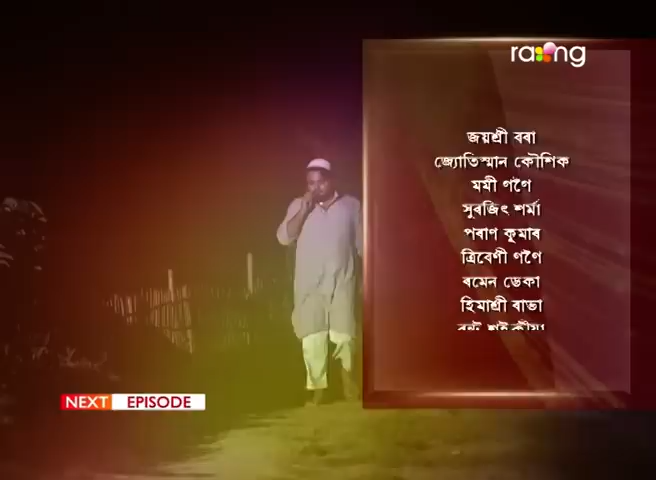 rang
জয়শ্ৰী বৰা
জ্যোতিস্মান কৌশিক
মমী গগৈ
সুৰজিৎ শৰ্মা
পৰাণ কুমাৰ
ত্ৰিবেণী গগৈ
ৰমেন ডেকা
হিমাশ্ৰী ৰাভা
NEXT EPISODE